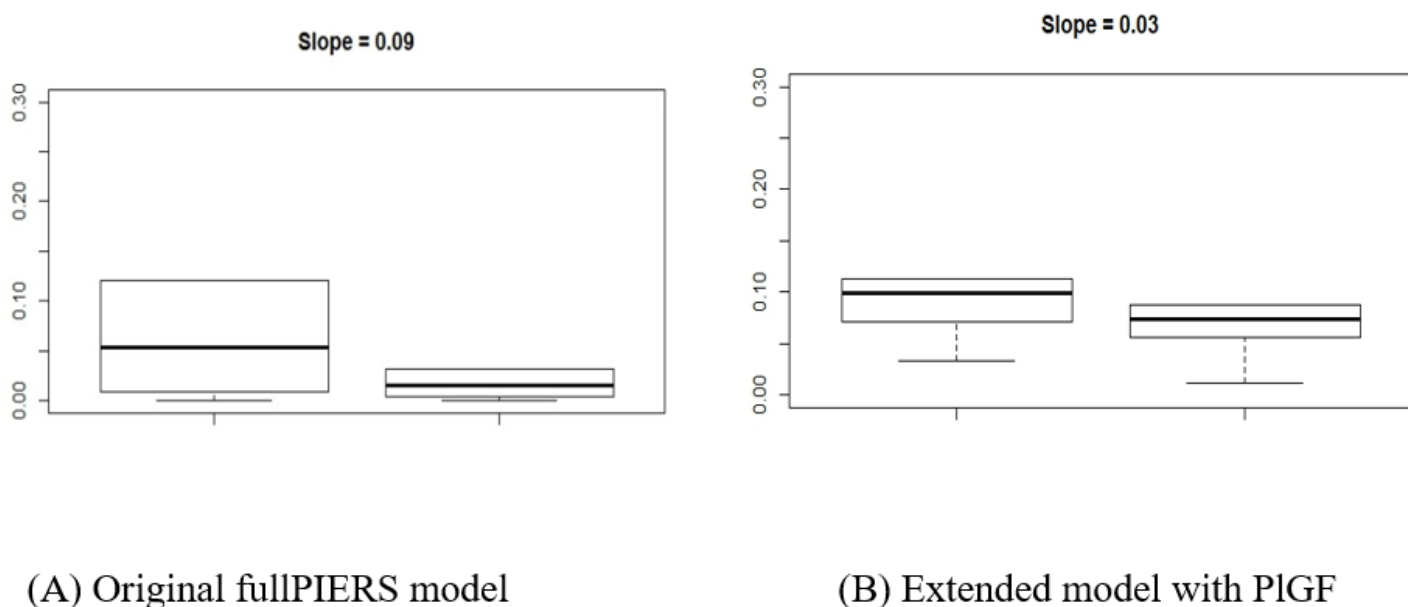 Slope = 0.09
0.30
0.20
0.10
0.00
(A) Original fullPIERS model
Slope = 0.03
0.30
0.20
0.10
0.00
(B) Extended model with PlGF